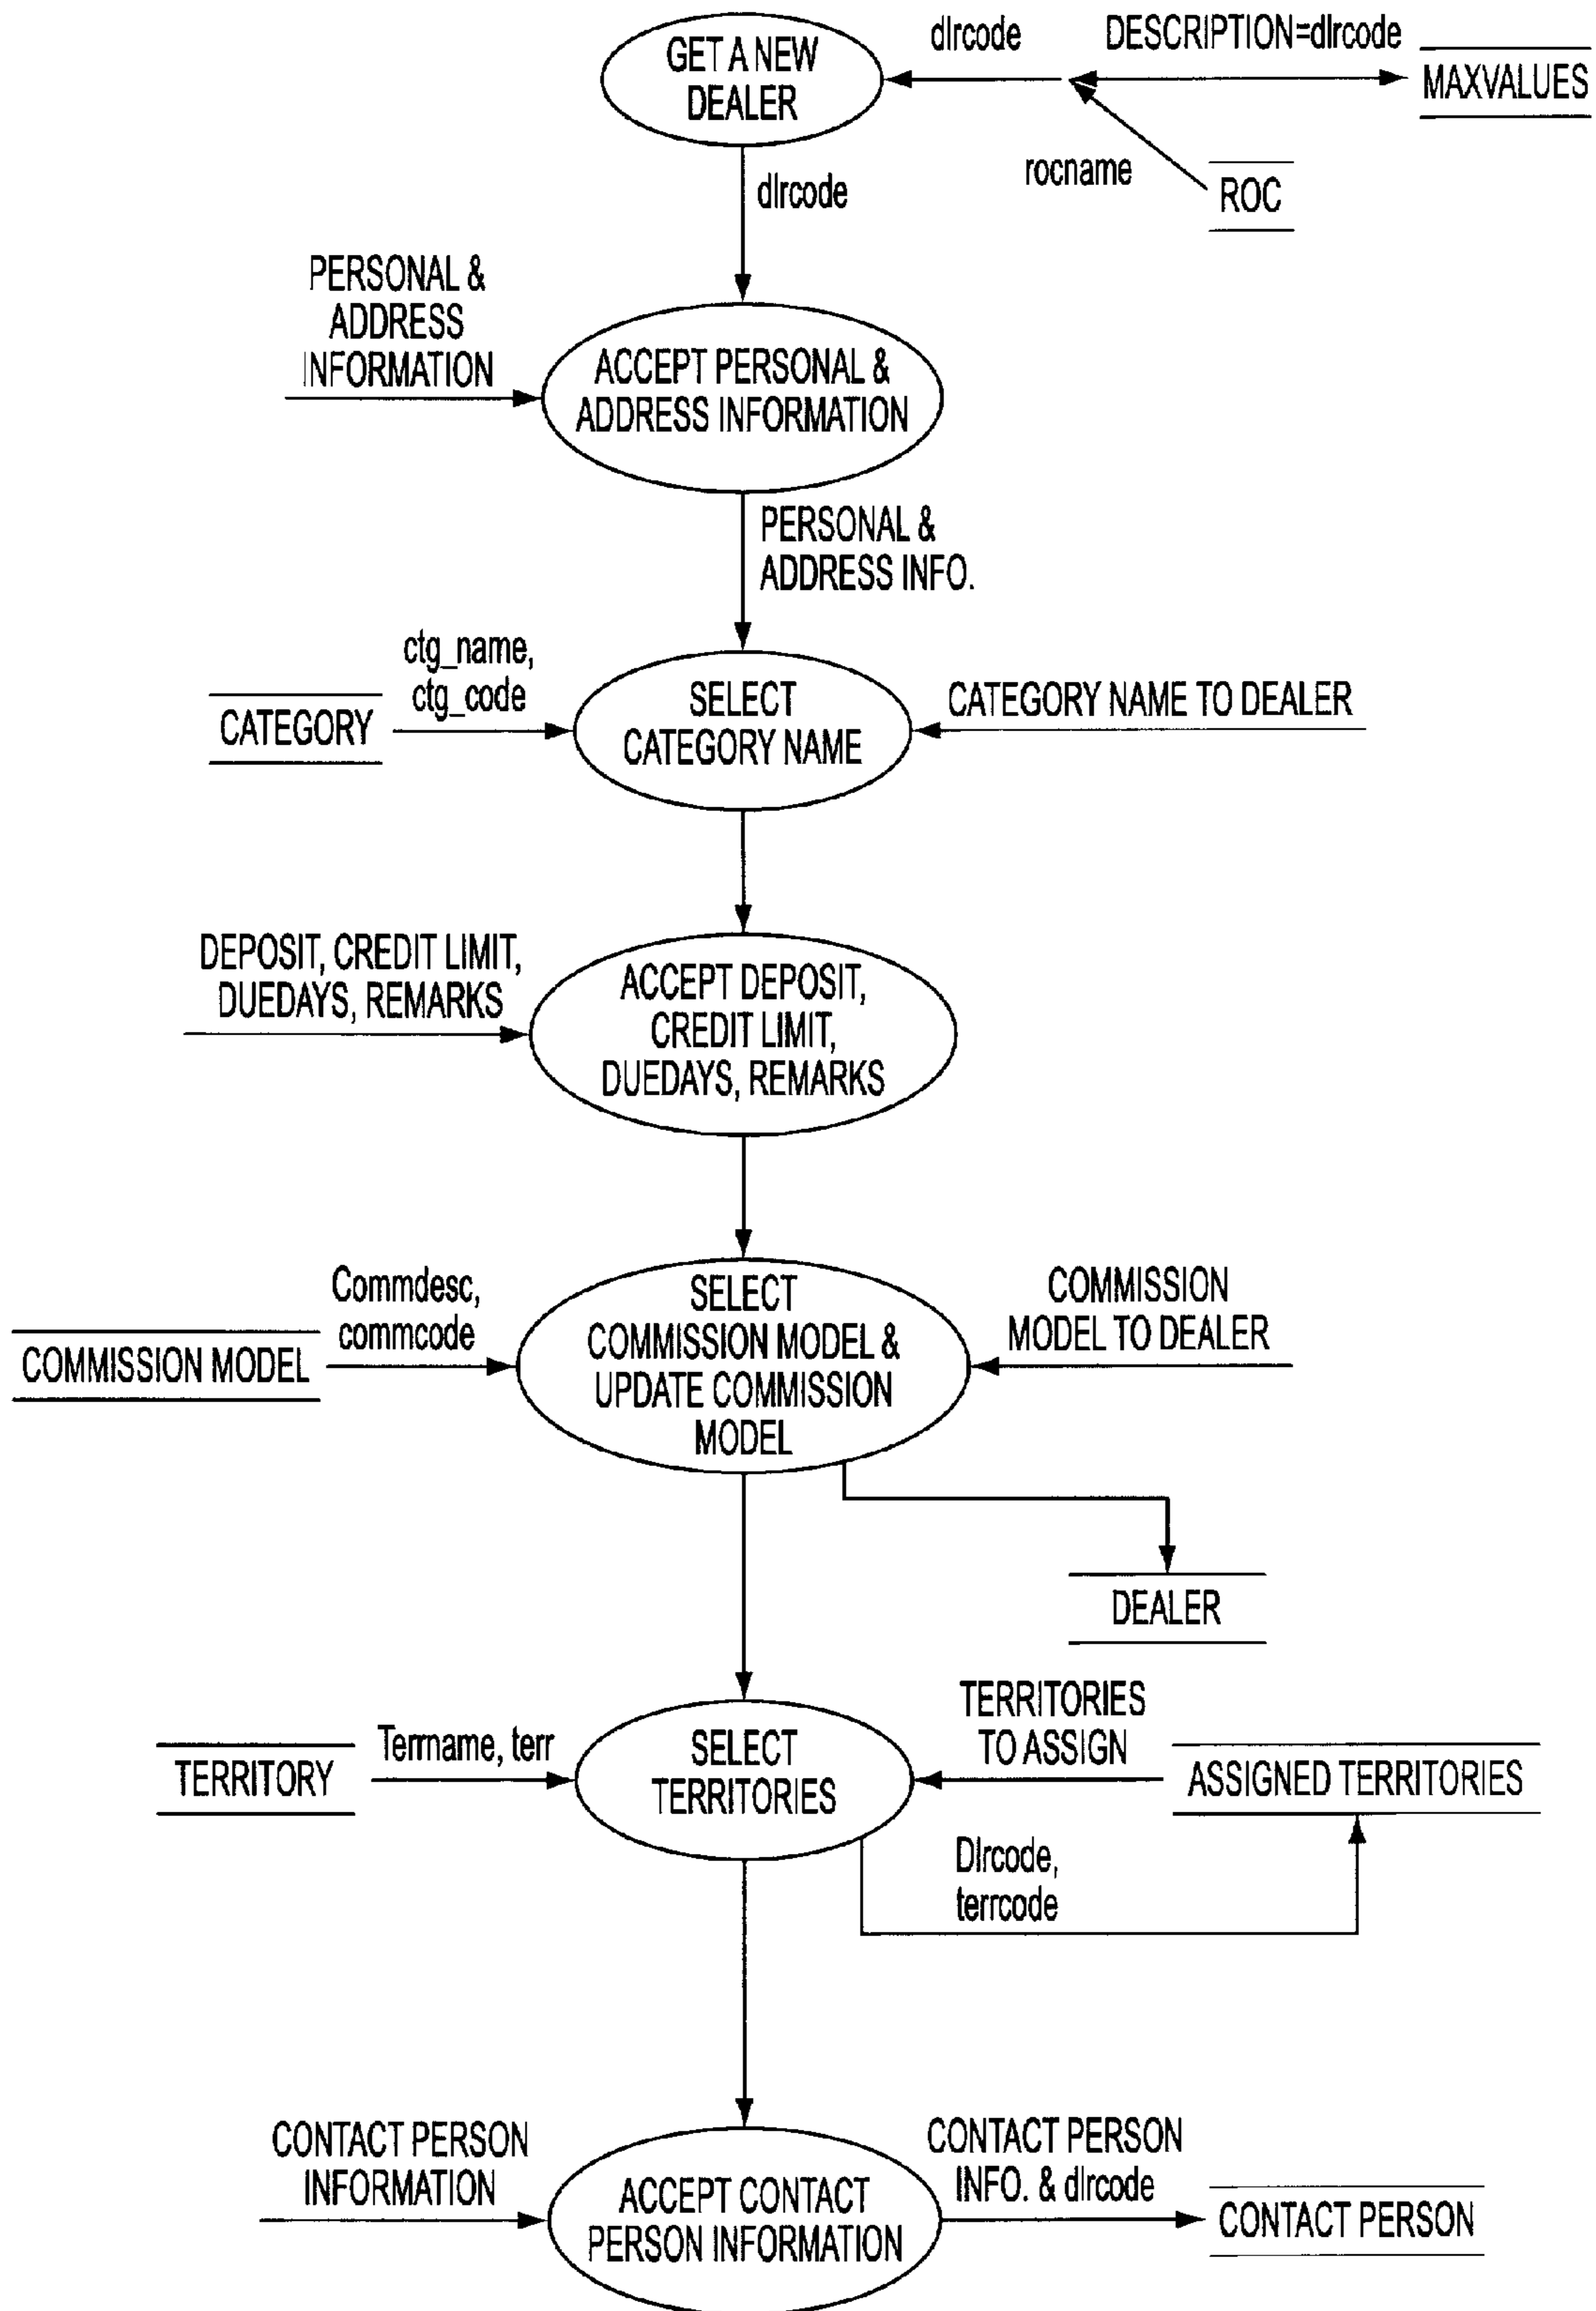 GET A NEW
DEALER
dlrcode
DESCRIPTION=dlrcode
MAXVALUES
rocname
ROC
dlrcode
PERSONAL &
ADDRESS
INFORMATION
ACCEPT PERSONAL &
ADDRESS INFORMATION
PERSONAL &
ADDRESS INFO.
CATEGORY
ctg_name,
ctg_code
SELECT
CATEGORY NAME
CATEGORY NAME TO DEALER
DEPOSIT, CREDIT LIMIT,
DUEDAYS, REMARKS
ACCEPT DEPOSIT,
CREDIT LIMIT,
DUEDAYS, REMARKS
COMMISSION MODEL
Commdesc,
commcode
SELECT
COMMISSION MODEL &
UPDATE COMMISSION
MODEL
COMMISSION
MODEL TO DEALER
DEALER
TERRITORY
Terrname, terr
SELECT
TERRITORIES
TERRITORIES
TO ASSIGN
ASSIGNED TERRITORIES
Dlrcode,
terrcode
CONTACT PERSON
INFORMATION
ACCEPT CONTACT
PERSON INFORMATION
CONTACT PERSON
INFO. & dlrcode
CONTACT PERSON